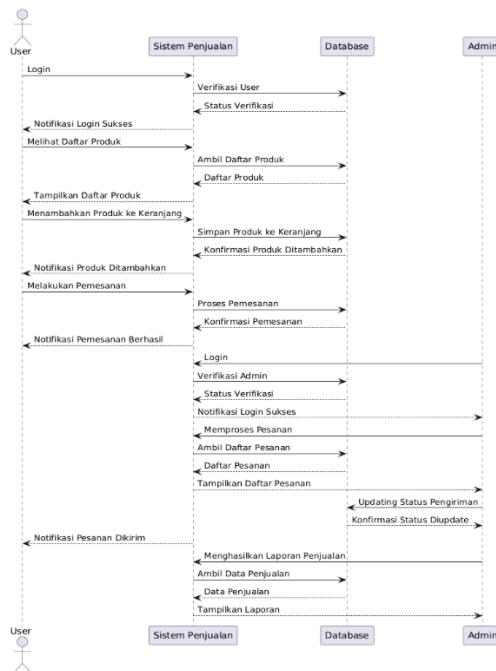 User
Sistem Penjualan
Database
Admin
Login
Verifikasi User
Status Verifikasi
Notifikasi Login Sukses
Melihat Daftar Produk
Ambil Daftar Produk
Daftar Produk
Tampilkan Daftar Produk
Menambahkan Produk ke Keranjang
Simpan Produk ke Keranjang
Konfirmasi Produk Ditambahkan
Notifikasi Produk Ditambahkan
Melakukan Pemesanan
Proses Pemesanan
Konfirmasi Pemesanan
Notifikasi Pemesanan Berhasil
Login
Verifikasi Admin
Status Verifikasi
Notifikasi Login Sukses
Memproses Pesanan
Ambil Daftar Pesanan
Daftar Pesanan
Tampilkan Daftar Pesanan
Updating Status Pengiriman
Konfirmasi Status Diupdate
Notifikasi Pesanan Dikirim
Menghasilkan Laporan Penjualan
Ambil Data Penjualan
Data Penjualan
Tampilkan Laporan
User
Sistem Penjualan
Database
Admin